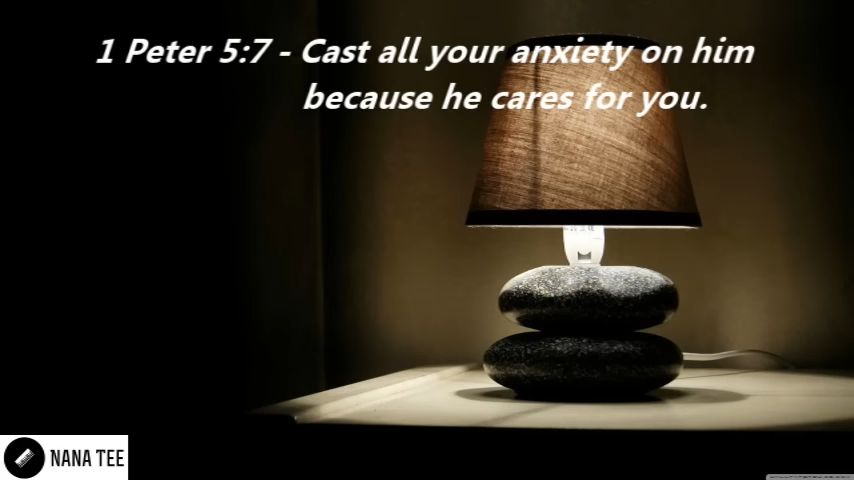 1 Peter 5:7 - Cast all your anxiety on him
because he cares for you.
NANA TEE